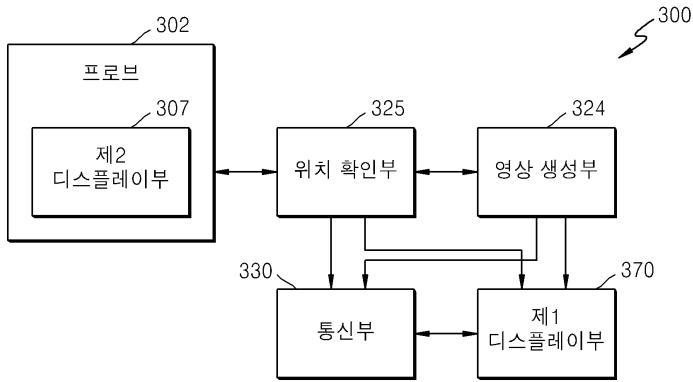 300
302
프로브
307
제2
디스플레이부
325
위치 확인부
324
영상 생성부
330
통신부
370
제1
디스플레이부